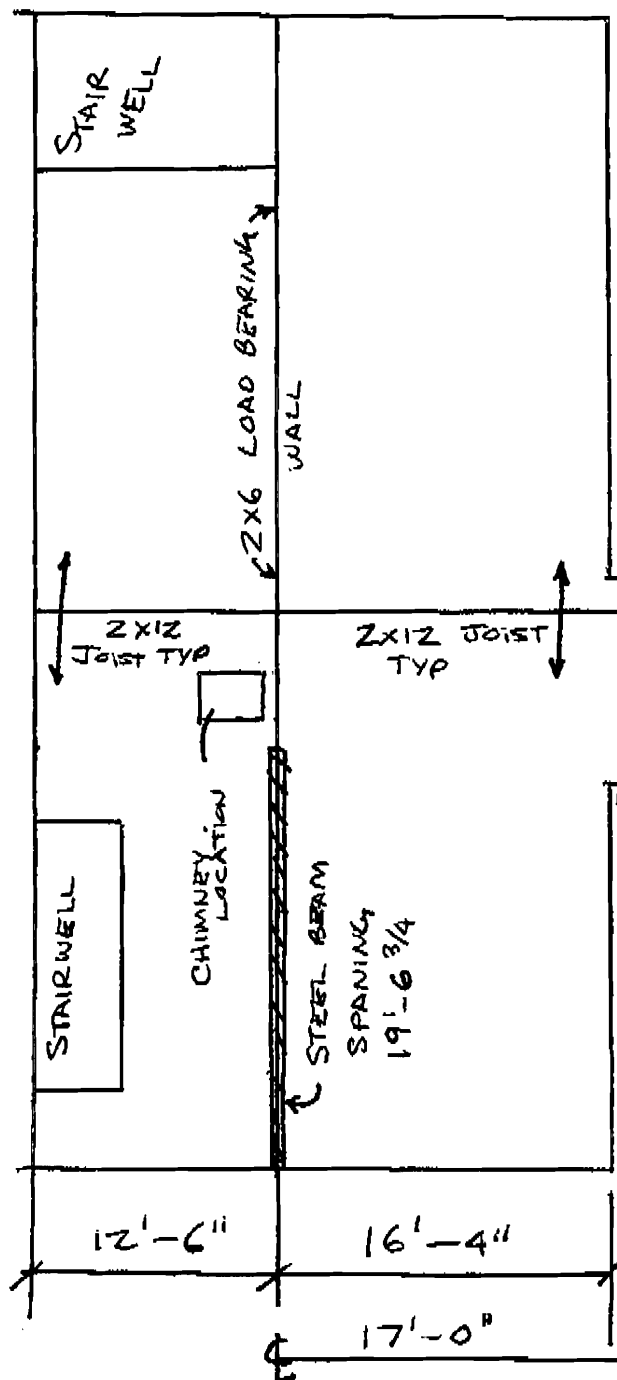 STAIR
WELL
2X6 LOAD BEARING
WALL
2X12
JOIST TYP
2X12 JOIST
TYP
CHIMNEY
LOCATION
STAIRWELL
STEEL BEAM
SPANING
19'-6 3/4
12'-6"
16'-4"
17'-0"